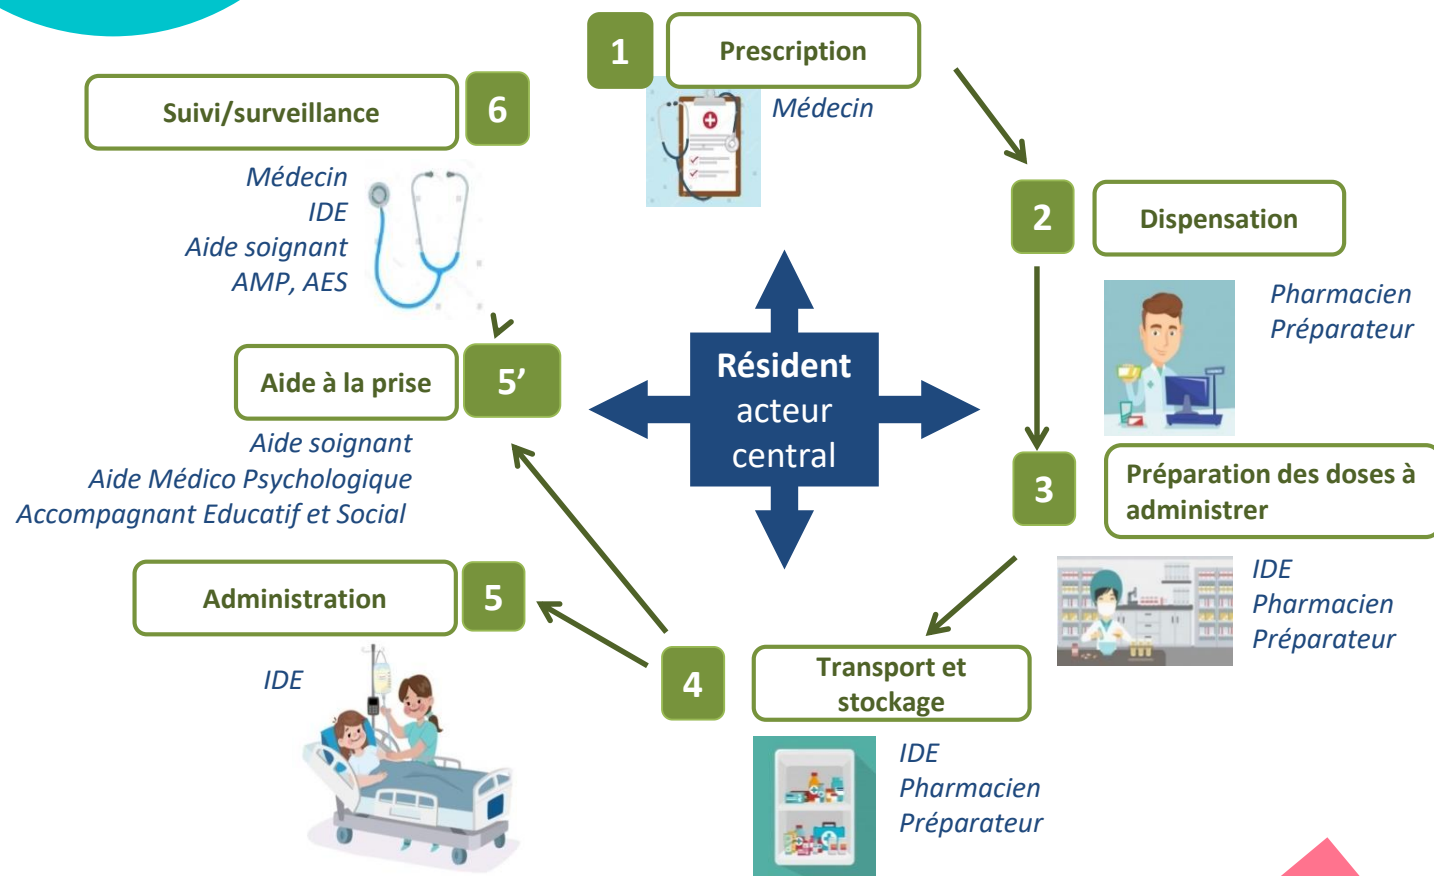 1
Prescription
Médecin
2
Dispensation
Pharmacien
Préparateur
3
Préparation des doses à
administrer
IDE
Pharmacien
Préparateur
4
Transport et
stockage
IDE
Pharmacien
Préparateur
Administration
5
IDE
Aide à la prise
5’
Aide soignant
Aide Médico Psychologique
Accompagnant Educatif et Social
Suivi/surveillance
6
Médecin
IDE
Aide soignant
AMP, AES
Résident
acteur
central